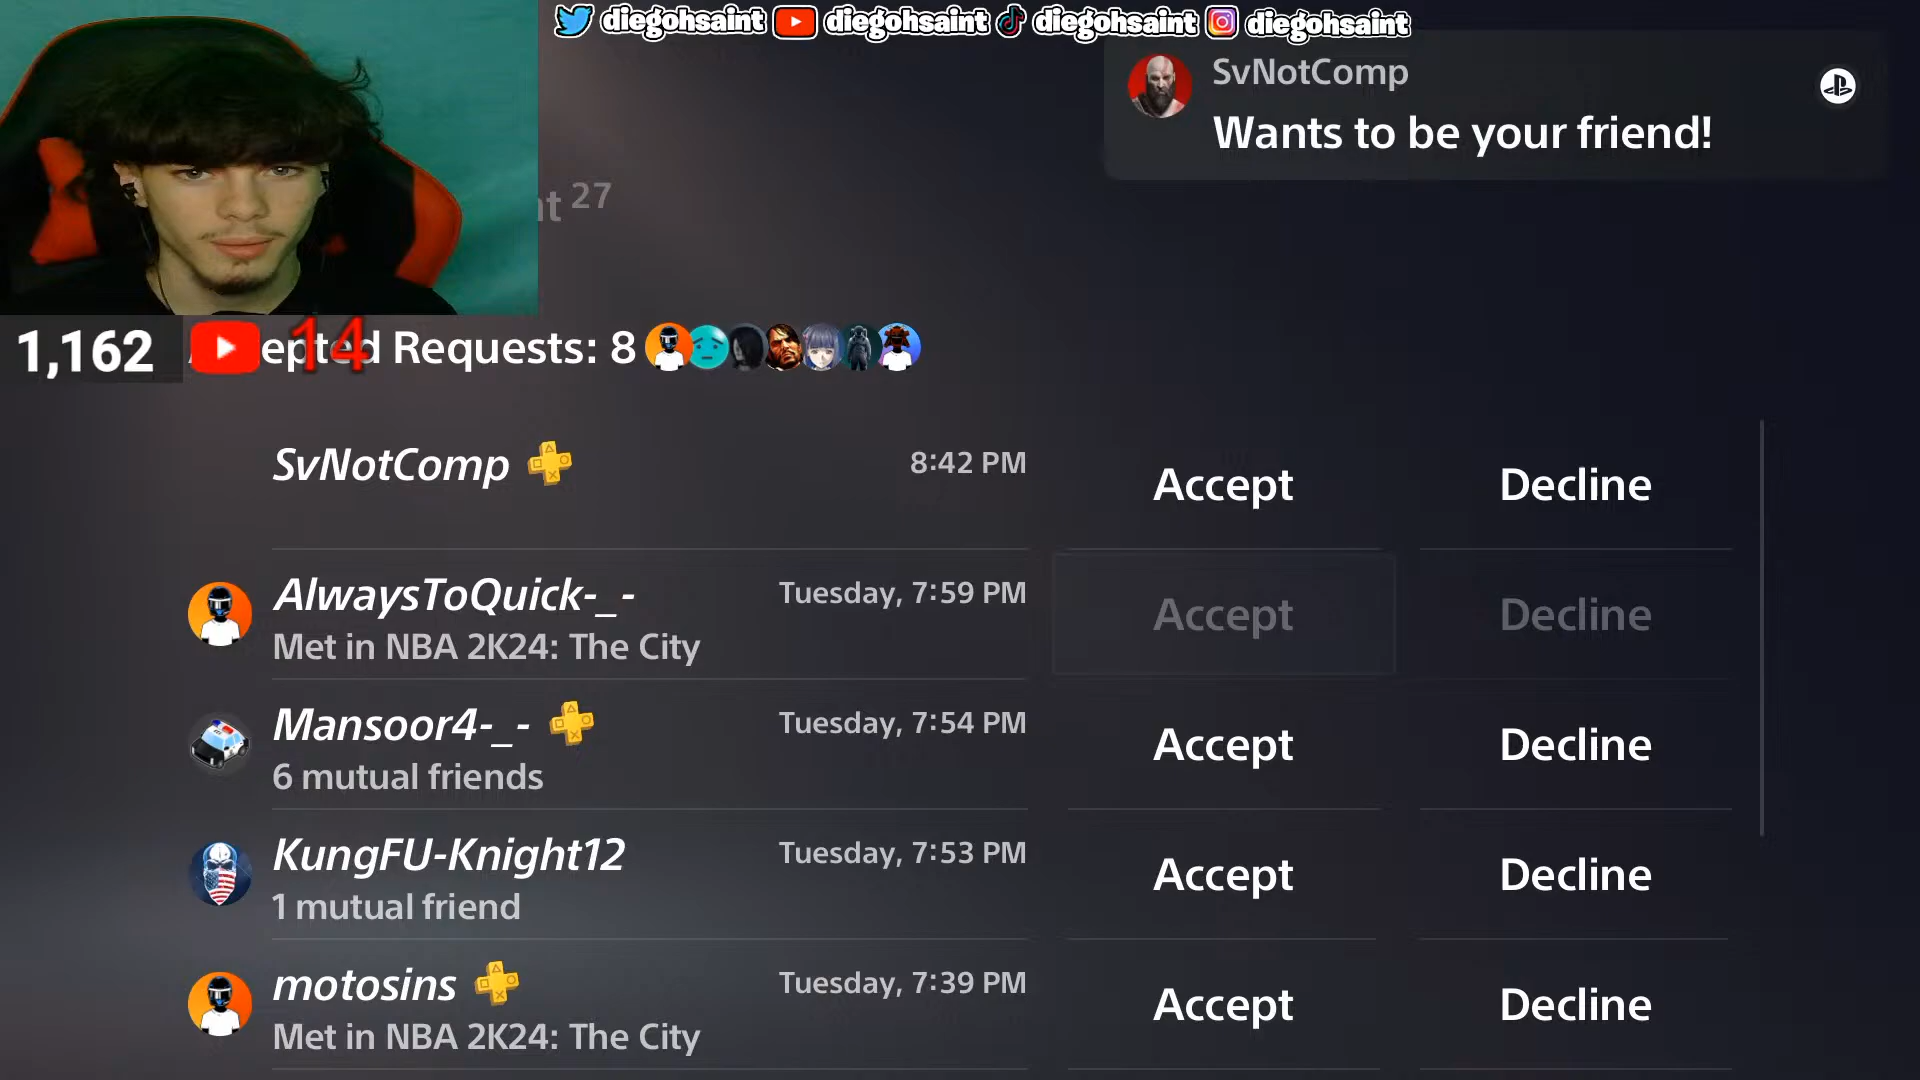 diegohsaint diegohsaint diegohsaint diegohsaint
SvNotComp
Wants to be your friend!
27
1,162
14
Requests: 8
SvNotComp
8:42 PM
Accept
Decline
AlwaysToQuick-_-
Tuesday, 7:59 PM
Met in NBA 2K24: The City
Accept
Decline
Mansoor4-_-
Tuesday, 7:54 PM
6 mutual friends
Accept
Decline
KungFU-Knight12
Tuesday, 7:53 PM
1 mutual friend
Accept
Decline
motosins
Tuesday, 7:39 PM
Met in NBA 2K24: The City
Accept
Decline